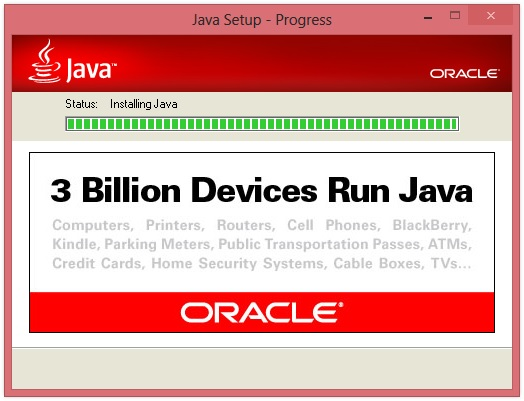 Java Setup - Progress
Java™
ORACLE®
Status: Installing Java
3 Billion Devices Run Java
Computers, Printers, Routers, Cell Phones, BlackBerry,
Kindle, Parking Meters, Public Transportation Passes, ATMs,
Credit Cards, Home Security Systems, Cable Boxes, TVs...
ORACLE®